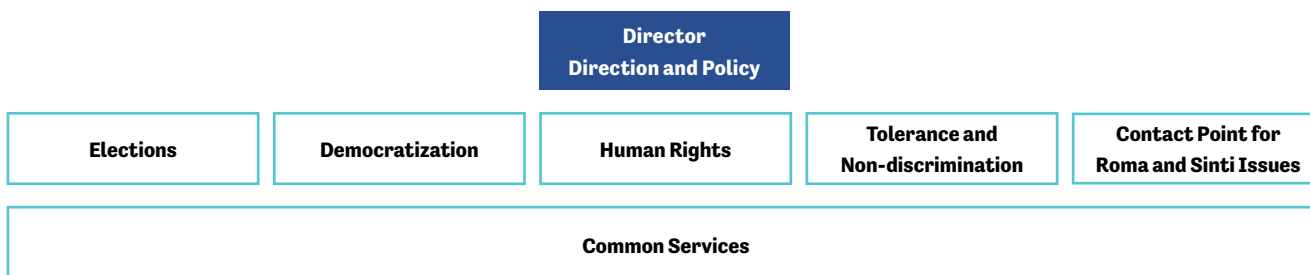 Director
Direction and Policy
Elections
Democratization
Human Rights
Tolerance and
Non-discrimination
Contact Point for
Roma and Sinti Issues
Common Services